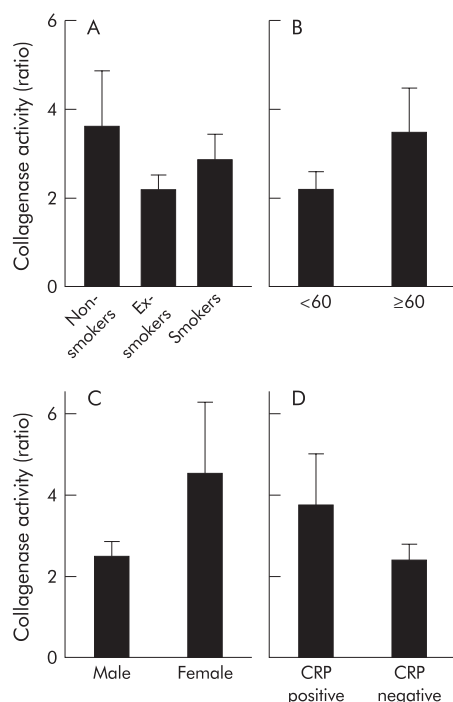 A
B
Collagenase activity (ratio)
6
4
2
0
Non-
smokers
Ex-
smokers
Smokers
<60
≥60
C
D
Collagenase activity (ratio)
6
4
2
0
Male
Female
CRP
positive
CRP
negative